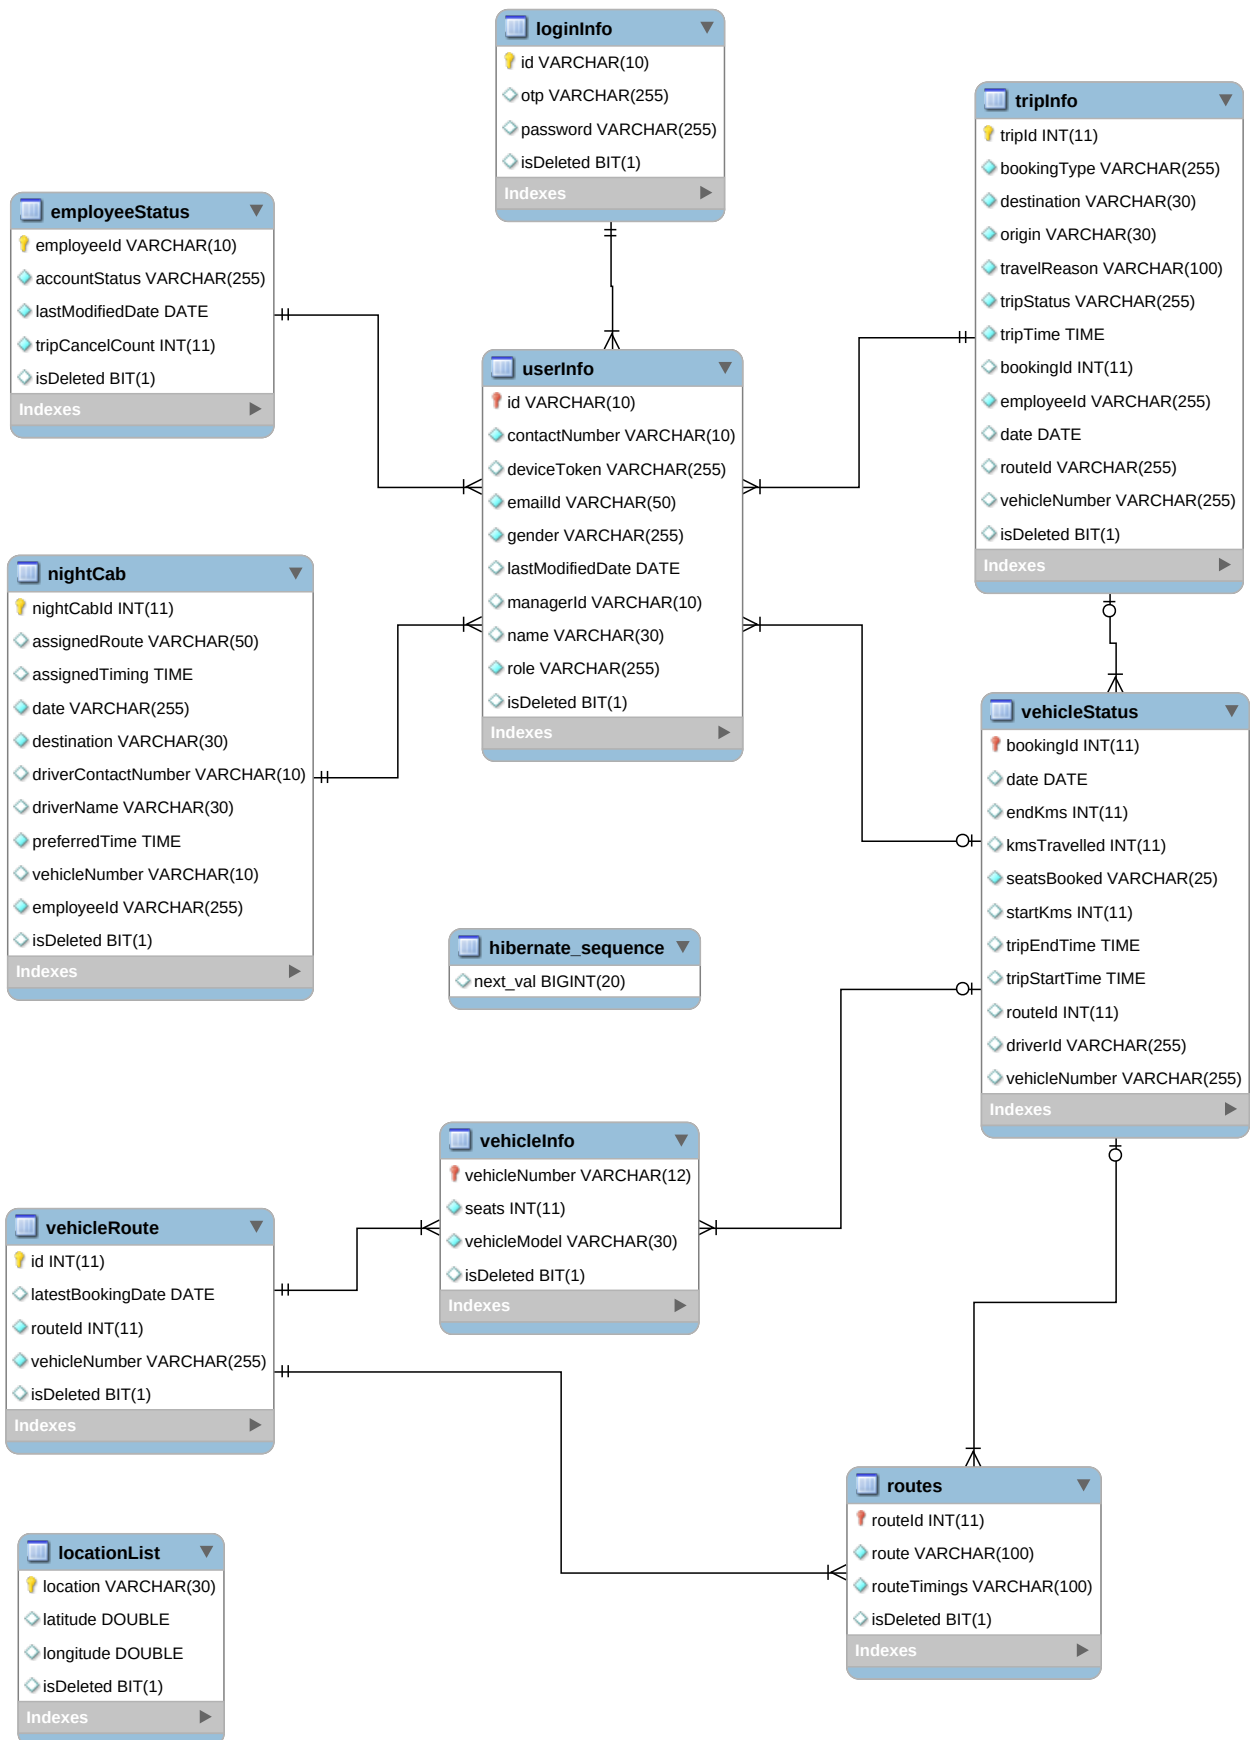 loginInfo
id VARCHAR(10)
otp VARCHAR(255)
password VARCHAR(255)
isDeleted BIT(1)
Indexes
tripInfo
tripId INT(11)
bookingType VARCHAR(255)
destination VARCHAR(30)
origin VARCHAR(30)
travelReason VARCHAR(100)
tripStatus VARCHAR(255)
tripTime TIME
bookingId INT(11)
employeeId VARCHAR(255)
date DATE
routeId VARCHAR(255)
vehicleNumber VARCHAR(255)
isDeleted BIT(1)
Indexes
employeeStatus
employeeId VARCHAR(10)
accountStatus VARCHAR(255)
lastModifiedDate DATE
tripCancelCount INT(11)
isDeleted BIT(1)
Indexes
userInfo
id VARCHAR(10)
contactNumber VARCHAR(10)
deviceToken VARCHAR(255)
emailId VARCHAR(50)
gender VARCHAR(255)
lastModifiedDate DATE
managerId VARCHAR(10)
name VARCHAR(30)
role VARCHAR(255)
isDeleted BIT(1)
Indexes
nightCab
nightCabId INT(11)
assignedRoute VARCHAR(50)
assignedTiming TIME
date VARCHAR(255)
destination VARCHAR(30)
driverContactNumber VARCHAR(10)
driverName VARCHAR(30)
preferredTime TIME
vehicleNumber VARCHAR(10)
employeeId VARCHAR(255)
isDeleted BIT(1)
Indexes
vehicleStatus
bookingId INT(11)
date DATE
endKms INT(11)
kmsTravelled INT(11)
seatsBooked VARCHAR(25)
startKms INT(11)
tripEndTime TIME
tripStartTime TIME
routeId INT(11)
driverId VARCHAR(255)
vehicleNumber VARCHAR(255)
Indexes
hibernate_sequence
next_val BIGINT(20)
vehicleInfo
vehicleNumber VARCHAR(12)
seats INT(11)
vehicleModel VARCHAR(30)
isDeleted BIT(1)
Indexes
vehicleRoute
id INT(11)
latestBookingDate DATE
routeId INT(11)
vehicleNumber VARCHAR(255)
isDeleted BIT(1)
Indexes
routes
routeId INT(11)
route VARCHAR(100)
routeTimings VARCHAR(100)
isDeleted BIT(1)
Indexes
locationList
location VARCHAR(30)
latitude DOUBLE
longitude DOUBLE
isDeleted BIT(1)
Indexes